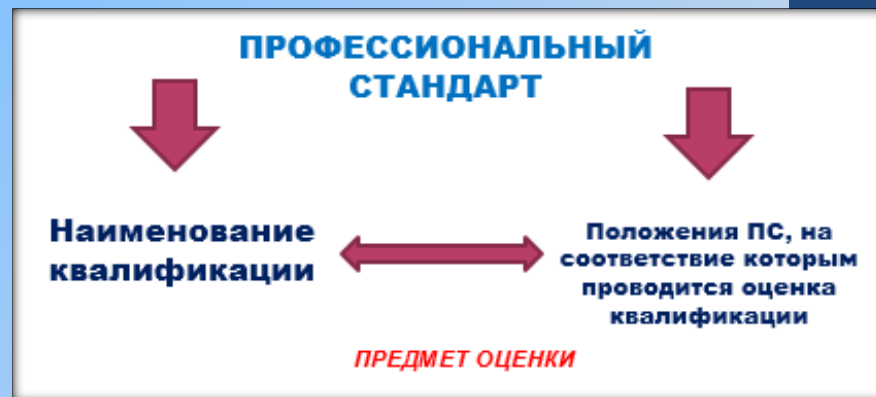 ПРОФЕССИОНАЛЬНЫЙ
СТАНДАРТ
Наименование
квалификации
Положения ПС, на
соответствие которым
проводится оценка
квалификации
ПРЕДМЕТ ОЦЕНКИ